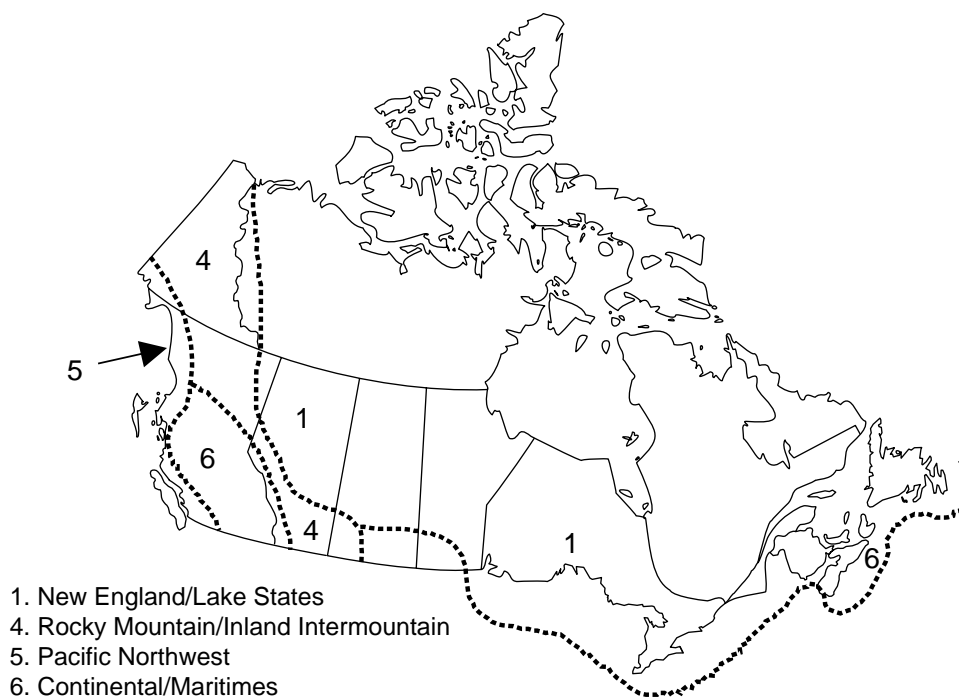 4
5
1
6
4
1
6
1. New England/Lake States
4. Rocky Mountain/Inland Intermountain
5. Pacific Northwest
6. Continental/Maritimes